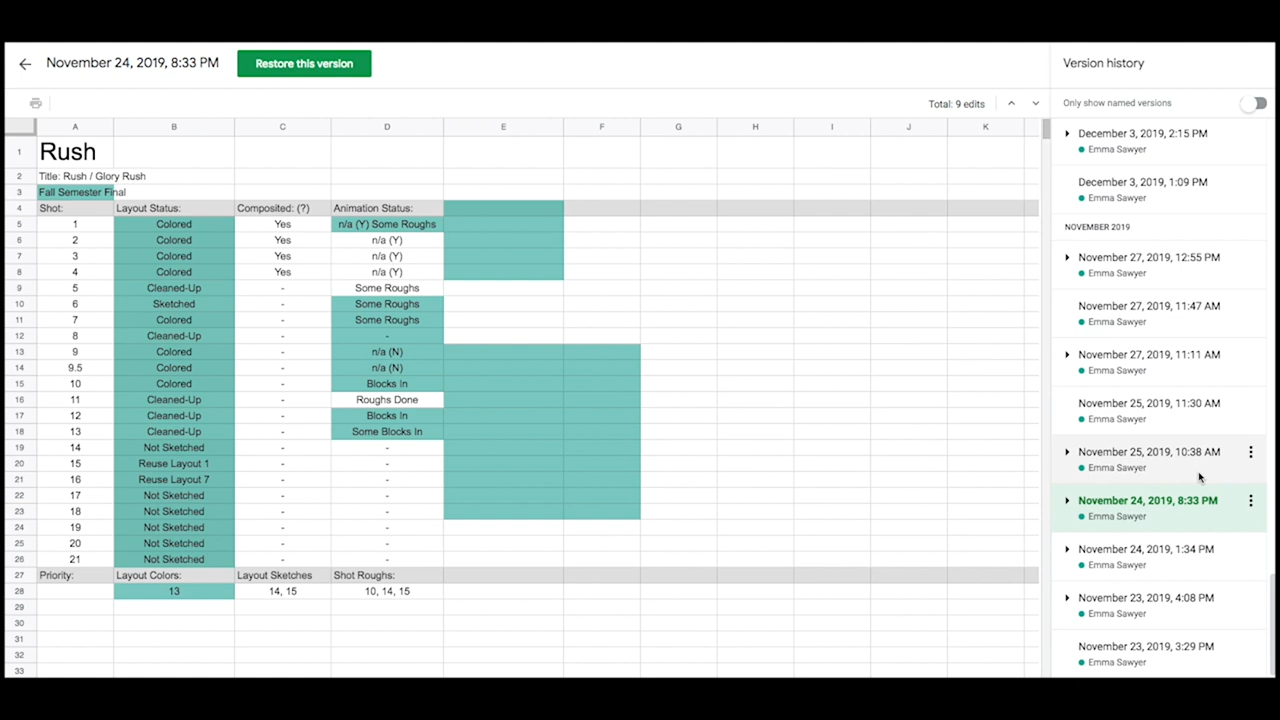 November 24, 2019, 8:33 PM Restore this version Version history
Total: 9 edits Only show named versions
A B C D E F G H I J K
1 Rush
2 Title: Rush / Glory Rush
3 Fall Semester Final
4 Shot: Layout Status: Composited: (?) Animation Status:
5 1 Colored Yes n/a (Y) Some Roughs
6 2 Colored Yes n/a (Y)
7 3 Colored Yes n/a (Y)
8 4 Colored Yes n/a (Y)
9 5 Cleaned-Up - Some Roughs
10 6 Sketched - Some Roughs
11 7 Colored - Some Roughs
12 8 Cleaned-Up - -
13 9 Colored - n/a (N)
14 9.5 Colored - n/a (N)
15 10 Colored - Blocks In
16 11 Cleaned-Up - Roughs Done
17 12 Cleaned-Up - Blocks In
18 13 Cleaned-Up - Some Blocks In
19 14 Not Sketched - -
20 15 Reuse Layout 1 - -
21 16 Reuse Layout 7 - -
22 17 Not Sketched - -
23 18 Not Sketched - -
24 19 Not Sketched - -
25 20 Not Sketched - -
26 21 Not Sketched - -
27 Priority: Layout Colors: Layout Sketches Shot Roughs:
28 13 14, 15 10, 14, 15
29
30
31
32
33
December 3, 2019, 2:15 PM
Emma Sawyer
December 3, 2019, 1:09 PM
Emma Sawyer
NOVEMBER 2019
November 27, 2019, 12:55 PM
Emma Sawyer
November 27, 2019, 11:47 AM
Emma Sawyer
November 27, 2019, 11:11 AM
Emma Sawyer
November 25, 2019, 11:30 AM
Emma Sawyer
November 25, 2019, 10:38 AM
Emma Sawyer
November 24, 2019, 8:33 PM
Emma Sawyer
November 24, 2019, 1:34 PM
Emma Sawyer
November 23, 2019, 4:08 PM
Emma Sawyer
November 23, 2019, 3:29 PM
Emma Sawyer